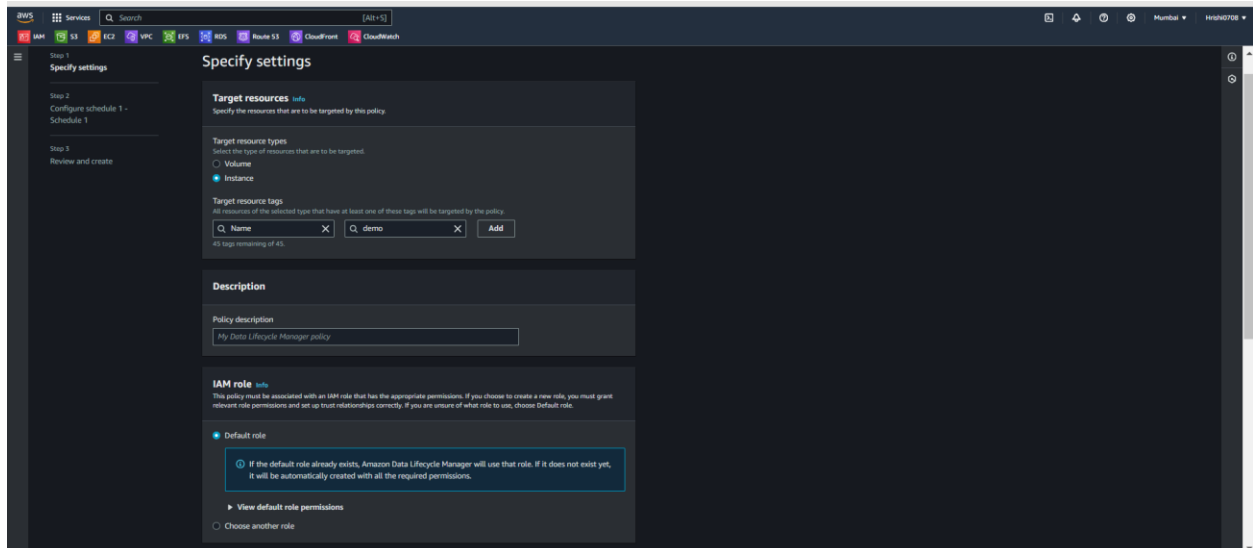 aws
Services
Search
[Alt+S]
Mumbai
Hrishi0708
IAM
S3
EC2
VPC
EFS
RDS
Route 53
CloudFront
CloudWatch
Step 1
Specify settings
Step 2
Configure schedule 1 -
Schedule 1
Step 3
Review and create
Specify settings
Target resources Info
Specify the resources that are to be targeted by this policy.
Target resource types
Select the type of resources that are to be targeted.
Volume
Instance
Target resource tags
All resources of the selected type that have at least one of these tags will be targeted by the policy.
Name
demo
Add
45 tags remaining of 45.
Description
Policy description
My Data Lifecycle Manager policy
IAM role Info
This policy must be associated with an IAM role that has the appropriate permissions. If you choose to create a new role, you must grant
relevant role permissions and set up trust relationships correctly. If you are unsure of what role to use, choose Default role.
Default role
If the default role already exists, Amazon Data Lifecycle Manager will use that role. If it does not exist yet,
it will be automatically created with all the required permissions.
View default role permissions
Choose another role